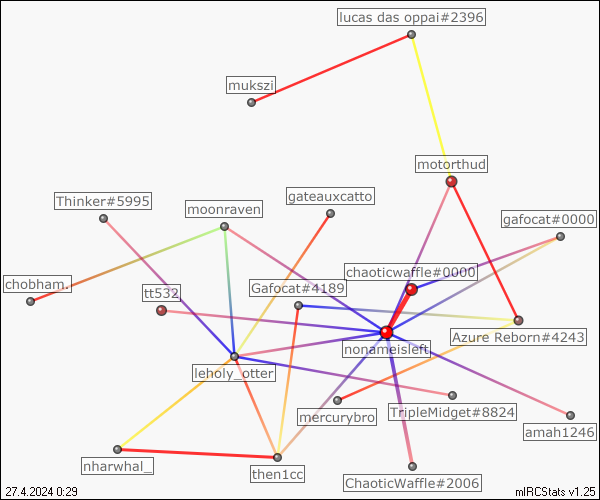 lucas das oppai#2396
mukszi
motorthud
Thinker#5995
gateauxcatto
moonraven
gafocat#0000
chaoticwaffle#0000
chobham.
Gafocat#4189
tt532
Azure Reborn#4243
nonameisleft
leholy_otter
mercurybro
TripleMidget#8824
amah1246
nharwhal_
then1cc
ChaoticWaffle#2006
27.4.2024 0:29
mIRCStats v1.25